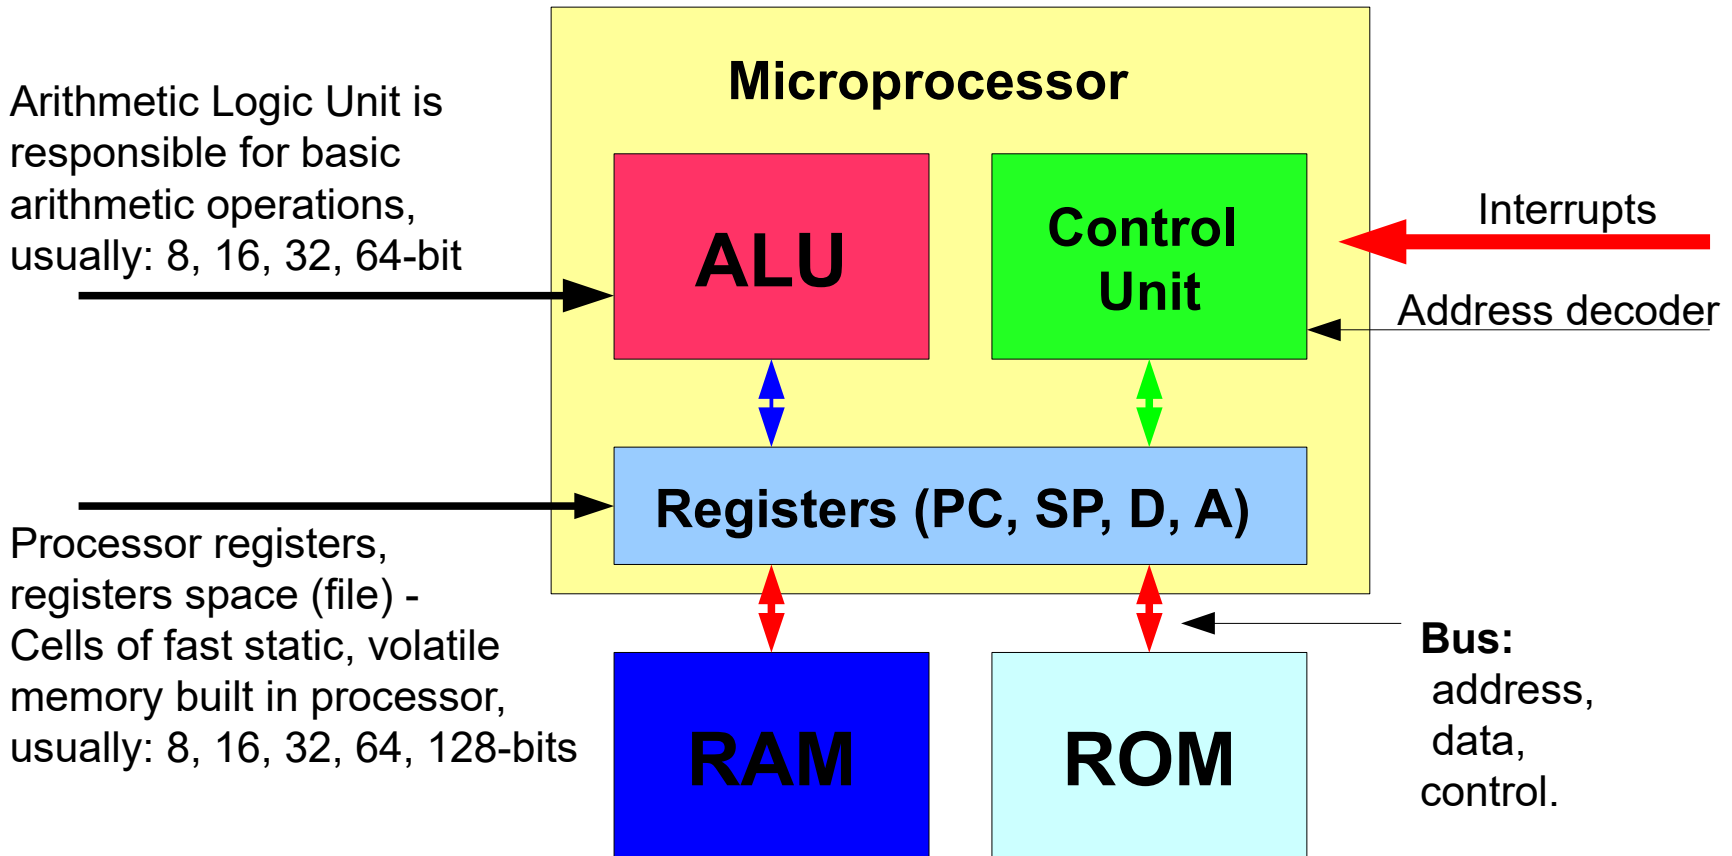 Microprocessor
Arithmetic Logic Unit is
responsible for basic
arithmetic operations,
usually: 8, 16, 32, 64-bit
ALU
Control
Unit
Interrupts
Address decoder
Registers (PC, SP, D, A)
Processor registers,
registers space (file) -
Cells of fast static, volatile
memory built in processor,
usually: 8, 16, 32, 64, 128-bits
RAM
ROM
Bus:
address,
data,
control.